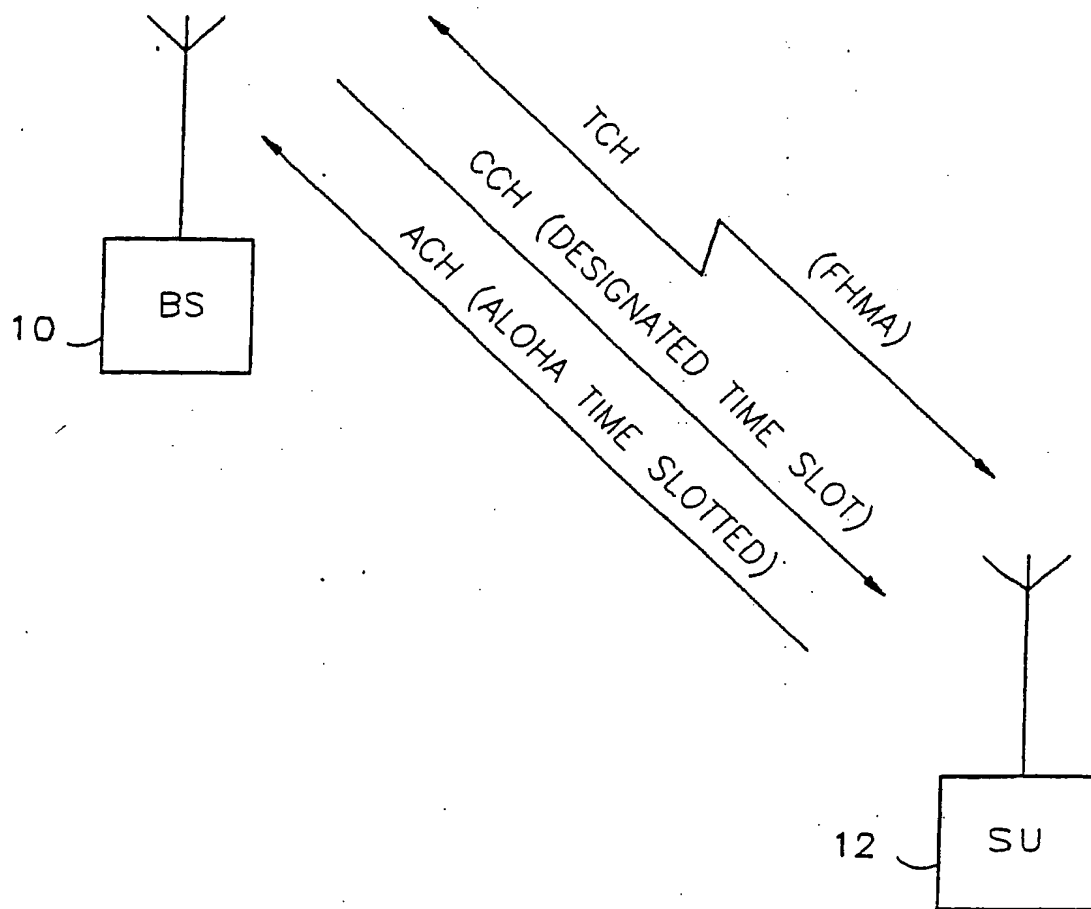 TCH
(FHMA)
CCH (DESIGNATED TIME SLOT)
ACH (ALOHA TIME SLOTTED)
BS
10
12
SU